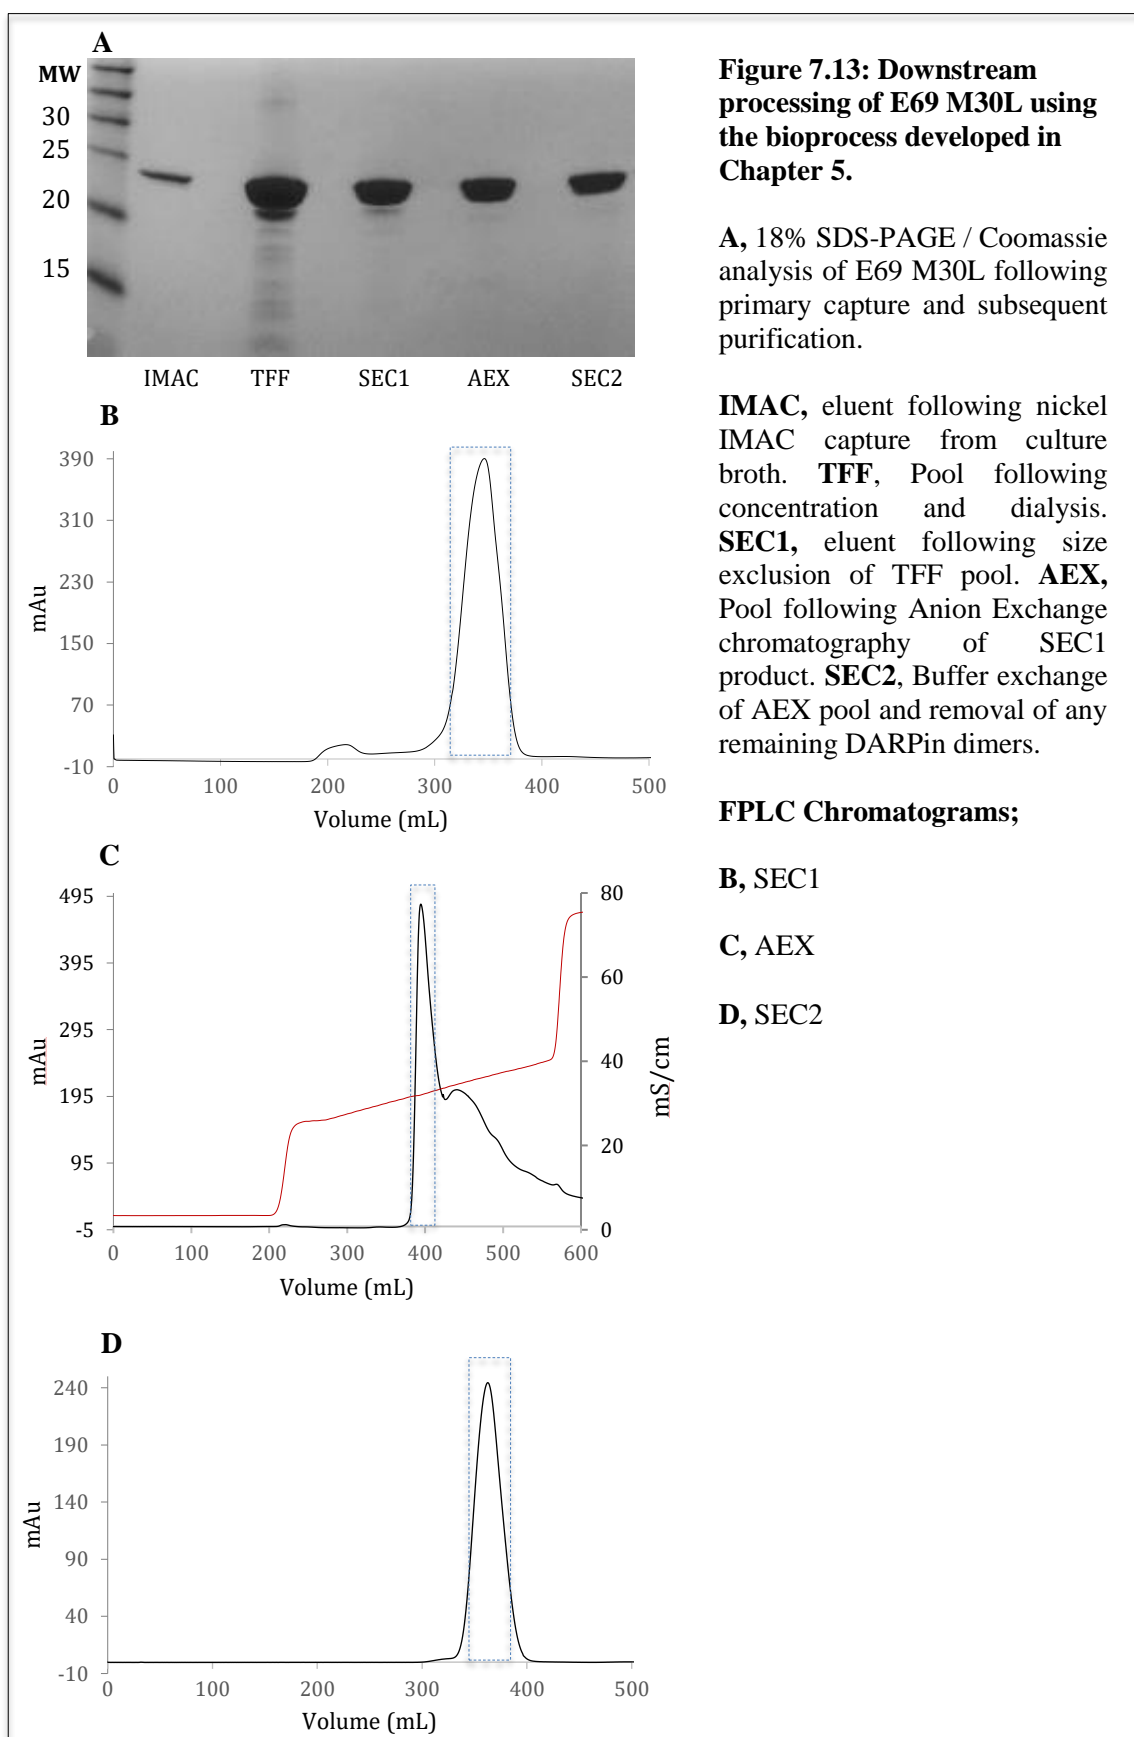 A
MW
30
25
20
15
IMAC TFF SEC1 AEX SEC2
B
390
310
230
150
70
-10
mAu
0 100 200 300 400 500
Volume (mL)
C
495
395
295
195
95
-5
mAu
80
60
40
20
0
mS/cm
0 100 200 300 400 500 600
Volume (mL)
D
240
190
140
90
40
-10
mAu
0 100 200 300 400 500
Volume (mL)
Figure 7.13: Downstream
processing of E69 M30L using
the bioprocess developed in
Chapter 5.
A, 18% SDS-PAGE / Coomassie
analysis of E69 M30L following
primary capture and subsequent
purification.
IMAC, eluent following nickel
IMAC capture from culture
broth. TFF, Pool following
concentration and dialysis.
SEC1, eluent following size
exclusion of TFF pool. AEX,
Pool following Anion Exchange
chromatography of SEC1
product. SEC2, Buffer exchange
of AEX pool and removal of any
remaining DARPin dimers.
FPLC Chromatograms;
B, SEC1
C, AEX
D, SEC2